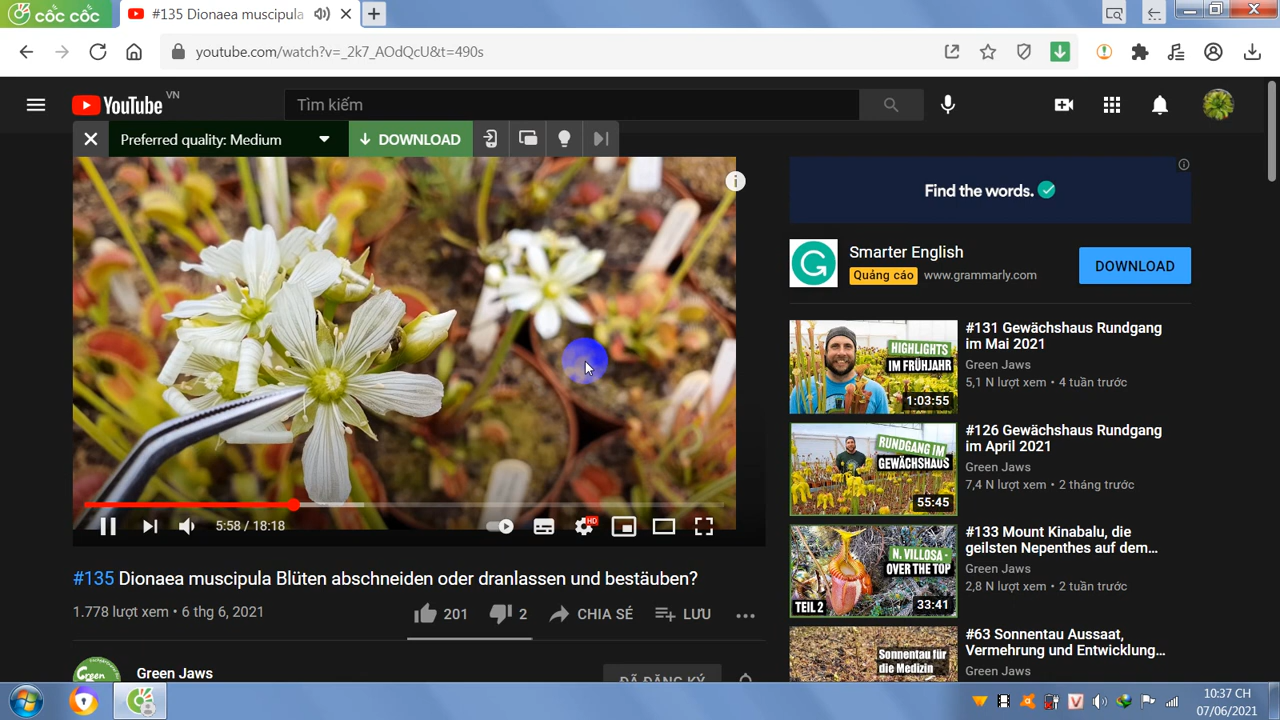 cốc cốc
#135 Dionaea muscipula
youtube.com/watch?v=_2k7_AOdQcU&t=490s
YouTube VN
Tìm kiếm
Preferred quality: Medium
DOWNLOAD
Find the words.
Smarter English
Quảng cáo www.grammarly.com
DOWNLOAD
HIGHLIGHTS
IM FRÜHJAHR
1:03:55
#131 Gewächshaus Rundgang
im Mai 2021
Green Jaws
5,1 N lượt xem • 4 tuần trước
RUNDGANG IM
GEWÄCHSHAUS
55:45
#126 Gewächshaus Rundgang
im April 2021
Green Jaws
7,4 N lượt xem • 2 tháng trước
N. VILLOSA -
OVER THE TOP
TEIL 2
33:41
#133 Mount Kinabalu, die
geilsten Nepenthes auf dem...
Green Jaws
2,8 N lượt xem • 2 tuần trước
Sonnentau für
die Medizin
#63 Sonnentau Aussaat,
Vermehrung und Entwicklung...
Green Jaws
5:58 / 18:18
HD
#135 Dionaea muscipula Blüten abschneiden oder dranlassen und bestäuben?
1.778 lượt xem • 6 thg 6, 2021
201
2
CHIA SẺ
LƯU
Green
Green Jaws
ĐÃ ĐĂNG KÝ
V
10:37 CH
07/06/2021